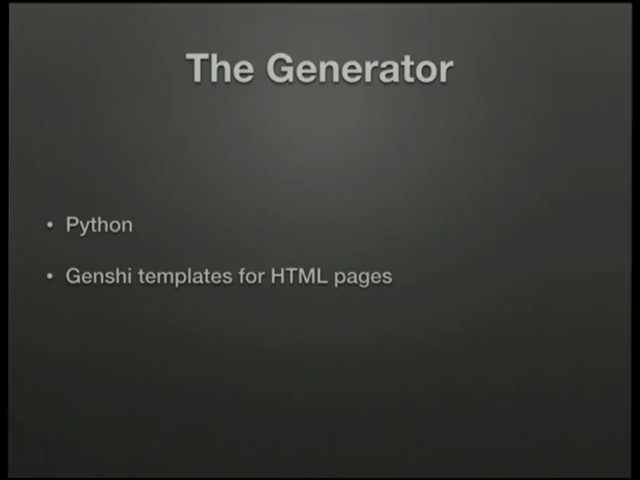 The Generator
• Python
• Genshi templates for HTML pages